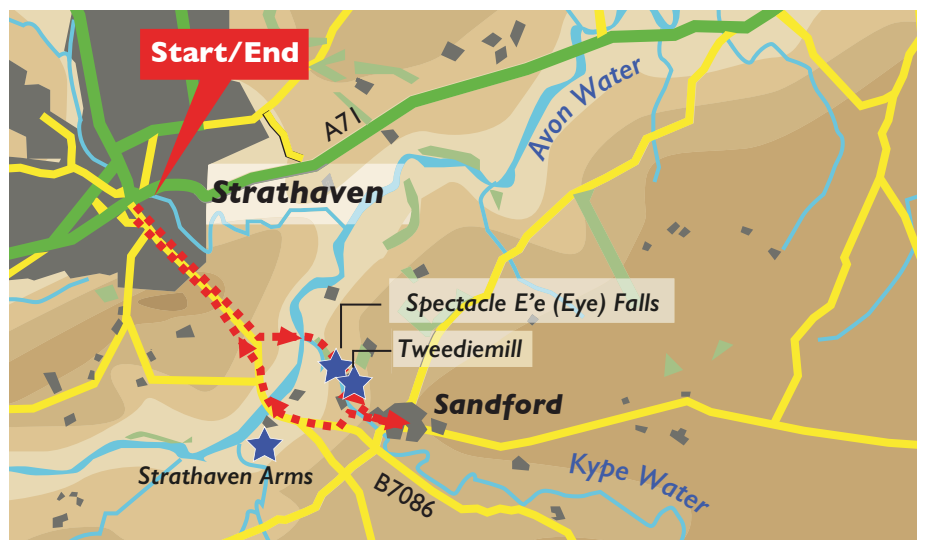 Start/End
A71
Avon Water
Strathaven
Spectacle E'e (Eye) Falls
Tweediemill
Sandford
Strathaven Arms
B7086
Kype Water